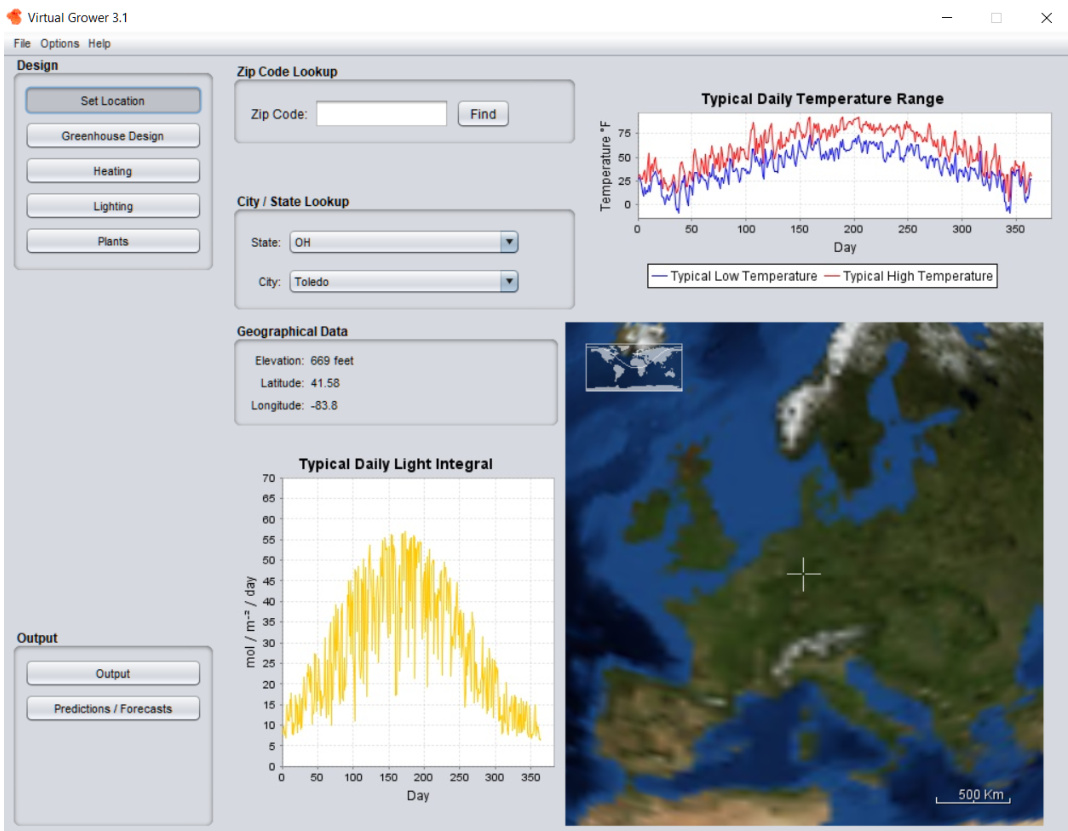 Virtual Grower 3.1
File Options Help
Design
Set Location
Greenhouse Design
Heating
Lighting
Plants
Zip Code Lookup
Zip Code:
Find
City / State Lookup
State: OH
City: Toledo
Geographical Data
Elevation: 669 feet
Latitude: 41.58
Longitude: -83.8
Typical Daily Temperature Range
Temperature °F
75
50
25
0
0 50 100 150 200 250 300 350
Day
Typical Low Temperature Typical High Temperature
Typical Daily Light Integral
mol / m⁻² / day
70
65
60
55
50
45
40
35
30
25
20
15
10
5
0
0 50 100 150 200 250 300 350
Day
500 Km
Output
Output
Predictions / Forecasts